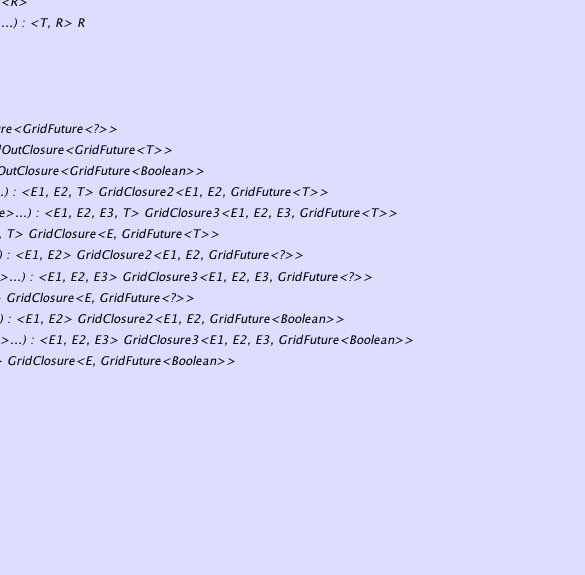 <R>
...) : <T, R> R
re<GridFuture<?>>
OutClosure<GridFuture<T>>
OutClosure<GridFuture<Boolean>>
.) : <E1, E2, T> GridClosure2<E1, E2, GridFuture<T>>
e>...) : <E1, E2, E3, T> GridClosure3<E1, E2, E3, GridFuture<T>>
, T> GridClosure<E, GridFuture<T>>
) : <E1, E2> GridClosure2<E1, E2, GridFuture<?>>
>...) : <E1, E2, E3> GridClosure3<E1, E2, E3, GridFuture<?>>
> GridClosure<E, GridFuture<?>>
) : <E1, E2> GridClosure2<E1, E2, GridFuture<Boolean>>
>...) : <E1, E2, E3> GridClosure3<E1, E2, E3, GridFuture<Boolean>>
> GridClosure<E, GridFuture<Boolean>>